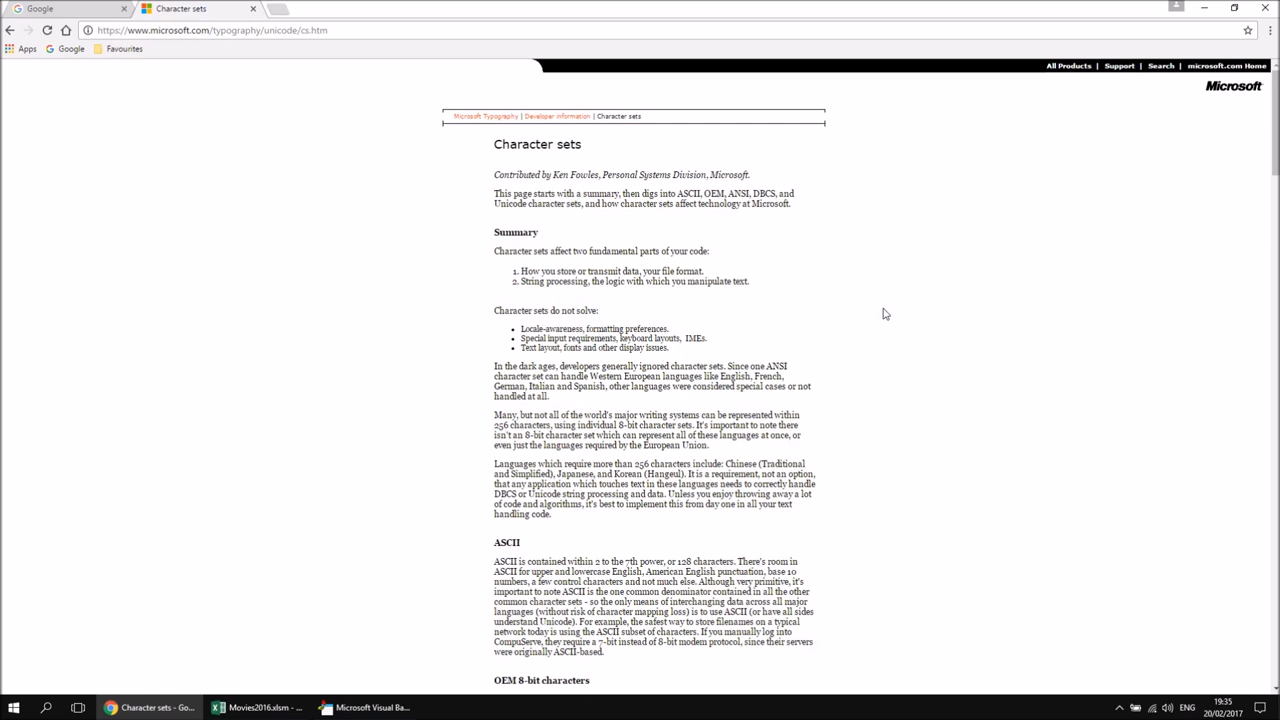 Google
Character sets
https://www.microsoft.com/typography/unicode/cs.htm
Apps
Google
Favourites
All Products | Support | Search | microsoft.com Home
Microsoft
Microsoft Typography | Developer information | Character sets
Character sets
Contributed by Ken Fowles, Personal Systems Division, Microsoft.
This page starts with a summary, then digs into ASCII, OEM, ANSI, DBCS, and
Unicode character sets, and how character sets affect technology at Microsoft.
Summary
Character sets affect two fundamental parts of your code:
1. How you store or transmit data, your file format.
2. String processing, the logic with which you manipulate text.
Character sets do not solve:
• Locale-awareness, formatting preferences.
• Special input requirements, keyboard layouts, IMEs.
• Text layout, fonts and other display issues.
In the dark ages, developers generally ignored character sets. Since one ANSI
character set can handle Western European languages like English, French,
German, Italian and Spanish, other languages were considered special cases or not
handled at all.
Many, but not all of the world's major writing systems can be represented within
256 characters, using individual 8-bit character sets. It's important to note there
isn't an 8-bit character set which can represent all of these languages at once, or
even just the languages required by the European Union.
Languages which require more than 256 characters include: Chinese (Traditional
and Simplified), Japanese, and Korean (Hangeul). It is a requirement, not an option,
that any application which touches text in these languages needs to correctly handle
DBCS or Unicode string processing and data. Unless you enjoy throwing away a lot
of code and algorithms, it's best to implement this from day one in all your text
handling code.
ASCII
ASCII is contained within 2 to the 7th power, or 128 characters. There's room in
ASCII for upper and lowercase English, American English punctuation, base 10
numbers, a few control characters and not much else. Although very primitive, it's
important to note ASCII is the one common denominator contained in all the other
common character sets - so the only means of interchanging data across all major
languages (without risk of character mapping loss) is to use ASCII (or have all sides
understand Unicode). For example, the safest way to store filenames on a typical
network today is using the ASCII subset of characters. If you manually log into
CompuServe, they require a 7-bit instead of 8-bit modem protocol, since their servers
were originally ASCII-based.
OEM 8-bit characters
Character sets - Go...
Movies2016.xlsm - ...
Microsoft Visual Ba...
ENG
19:35
20/02/2017